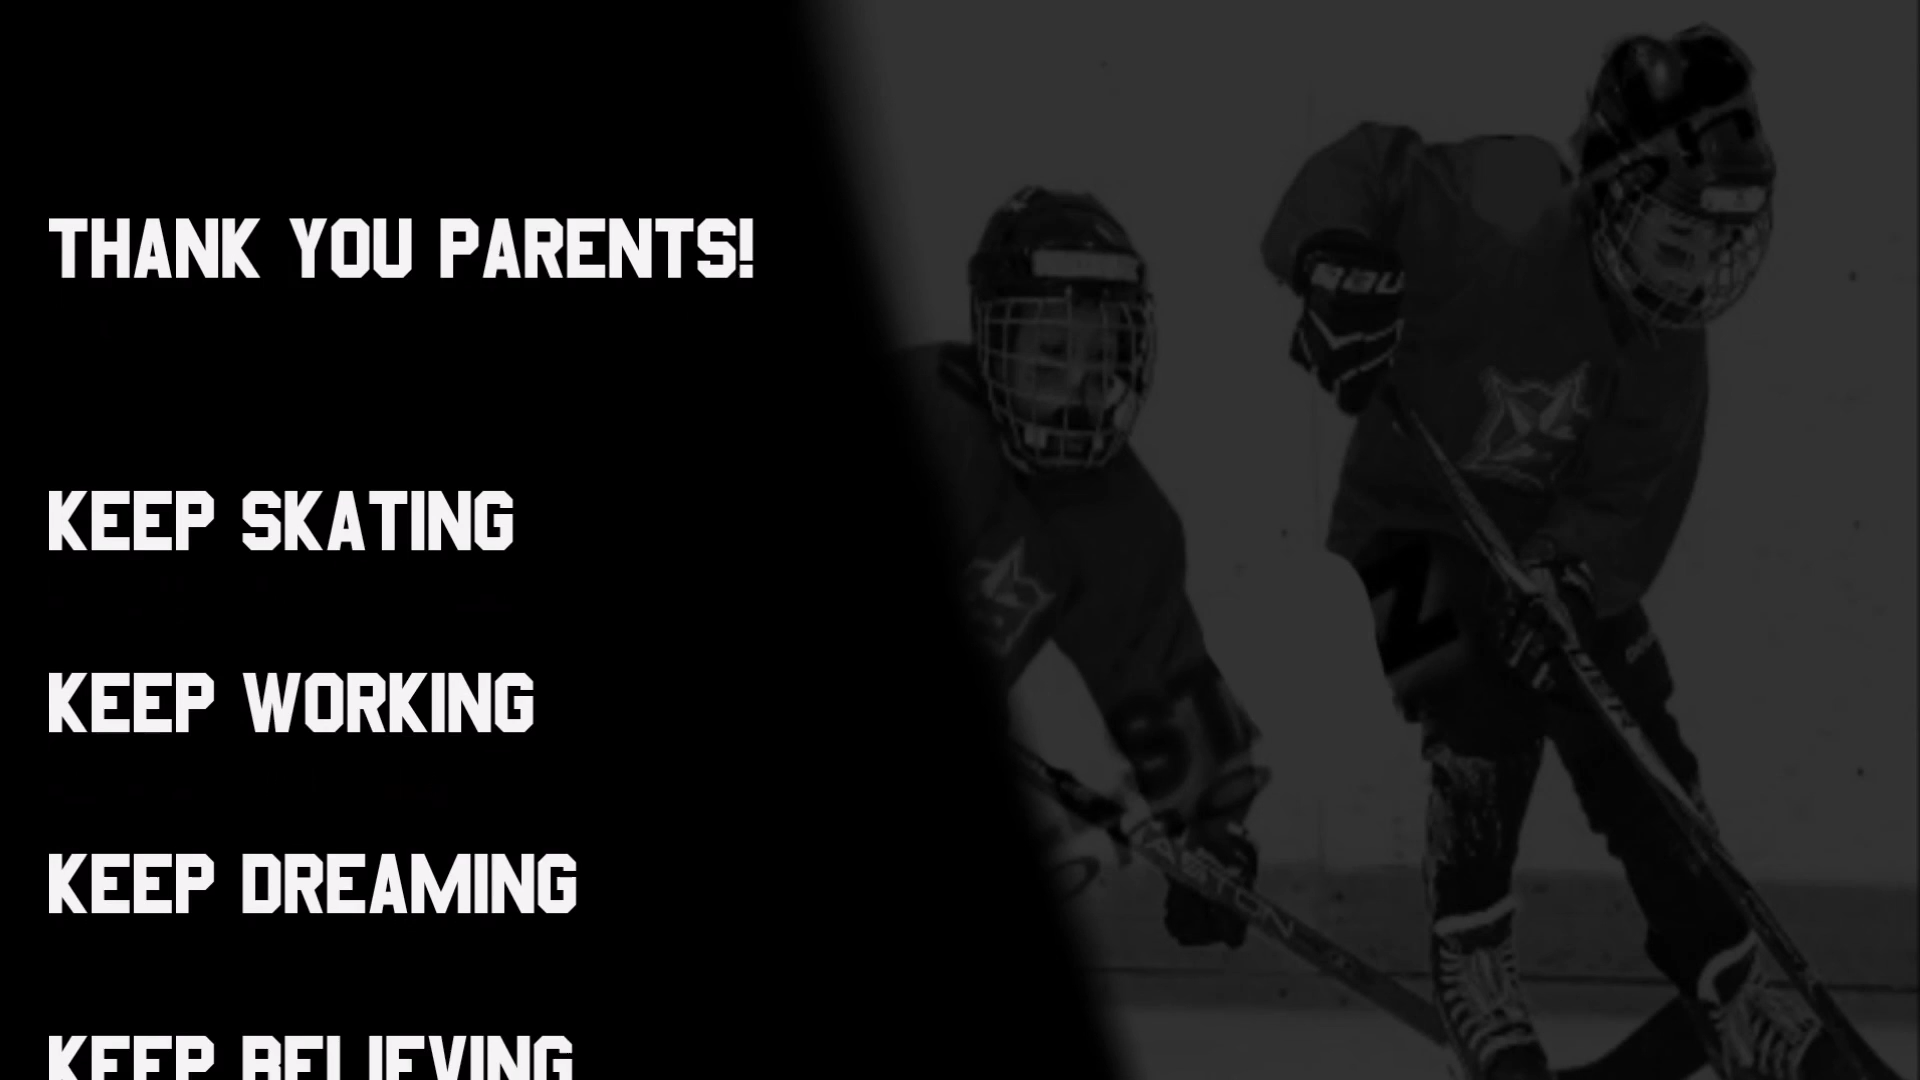 THANK YOU PARENTS!
KEEP SKATING
KEEP WORKING
KEEP DREAMING
KEEP BELIEVING